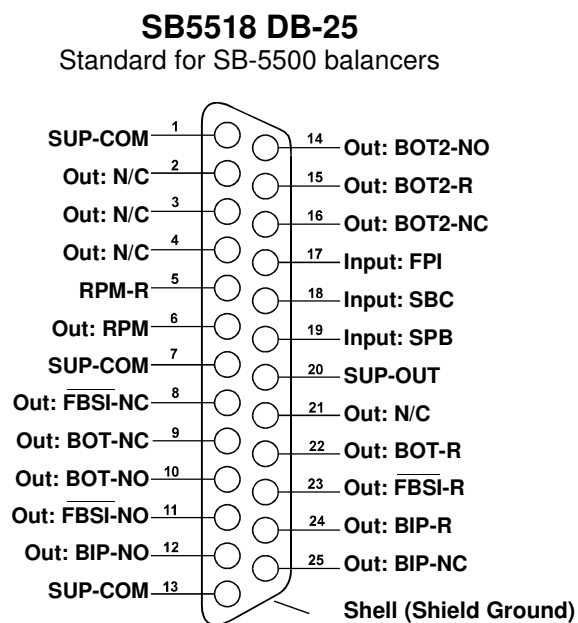 SB5518 DB-25
Standard for SB-5500 balancers
SUP-COM 1
Out: N/C 2
Out: N/C 3
Out: N/C 4
RPM-R 5
Out: RPM 6
SUP-COM 7
Out: F̅B̅S̅I̅-NC 8
Out: BOT-NC 9
Out: BOT-NO 10
Out: F̅B̅S̅I̅-NO 11
Out: BIP-NO 12
SUP-COM 13
14 Out: BOT2-NO
15 Out: BOT2-R
16 Out: BOT2-NC
17 Input: FPI
18 Input: SBC
19 Input: SPB
20 SUP-OUT
21 Out: N/C
22 Out: BOT-R
23 Out: F̅B̅S̅I̅-R
24 Out: BIP-R
25 Out: BIP-NC
Shell (Shield Ground)